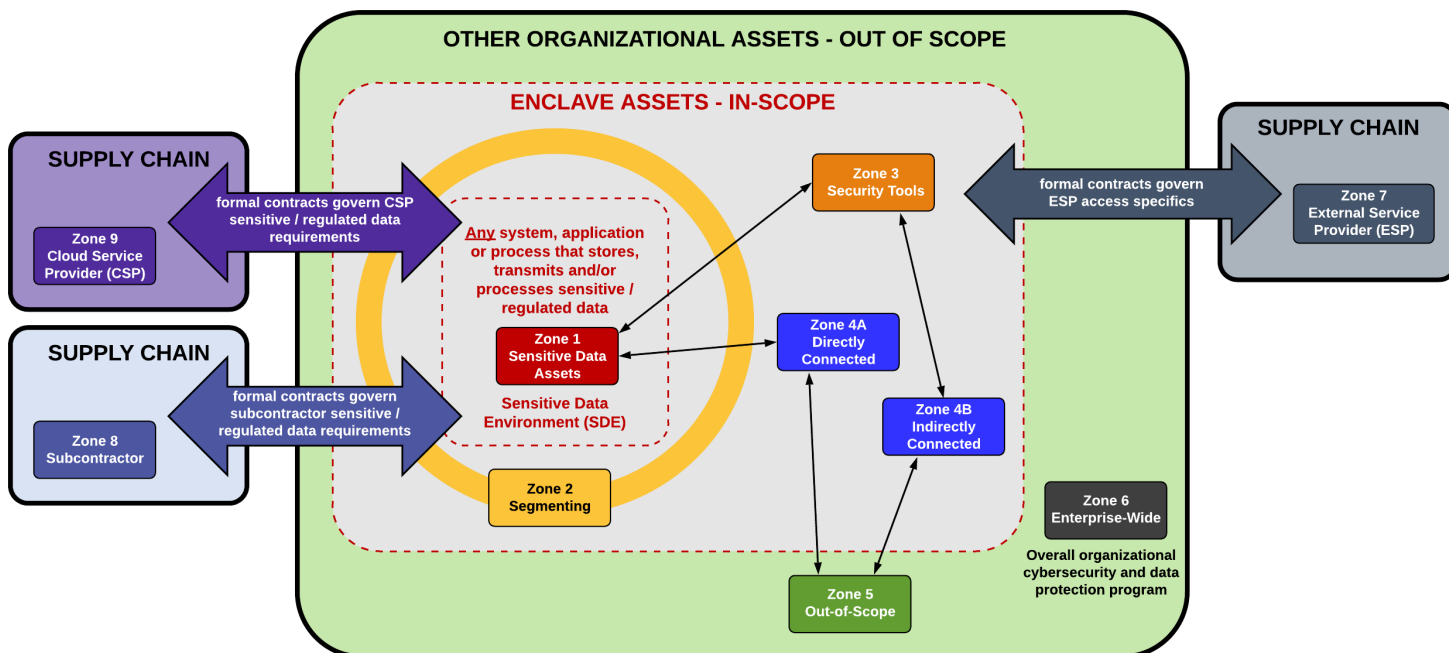 OTHER ORGANIZATIONAL ASSETS - OUT OF SCOPE
ENCLAVE ASSETS - IN-SCOPE
SUPPLY CHAIN
formal contracts govern CSP
sensitive / regulated data
requirements
Zone 9
Cloud Service
Provider (CSP)
SUPPLY CHAIN
formal contracts govern
subcontractor sensitive /
regulated data requirements
Zone 8
Subcontractor
Any system, application
or process that stores,
transmits and/or
processes sensitive /
regulated data
Zone 1
Sensitive Data
Assets
Sensitive Data
Environment (SDE)
Zone 2
Segmenting
Zone 3
Security Tools
Zone 4A
Directly
Connected
Zone 4B
Indirectly
Connected
Zone 5
Out-of-Scope
Zone 6
Enterprise-Wide
Overall organizational
cybersecurity and data
protection program
formal contracts govern
ESP access specifics
SUPPLY CHAIN
Zone 7
External Service
Provider (ESP)